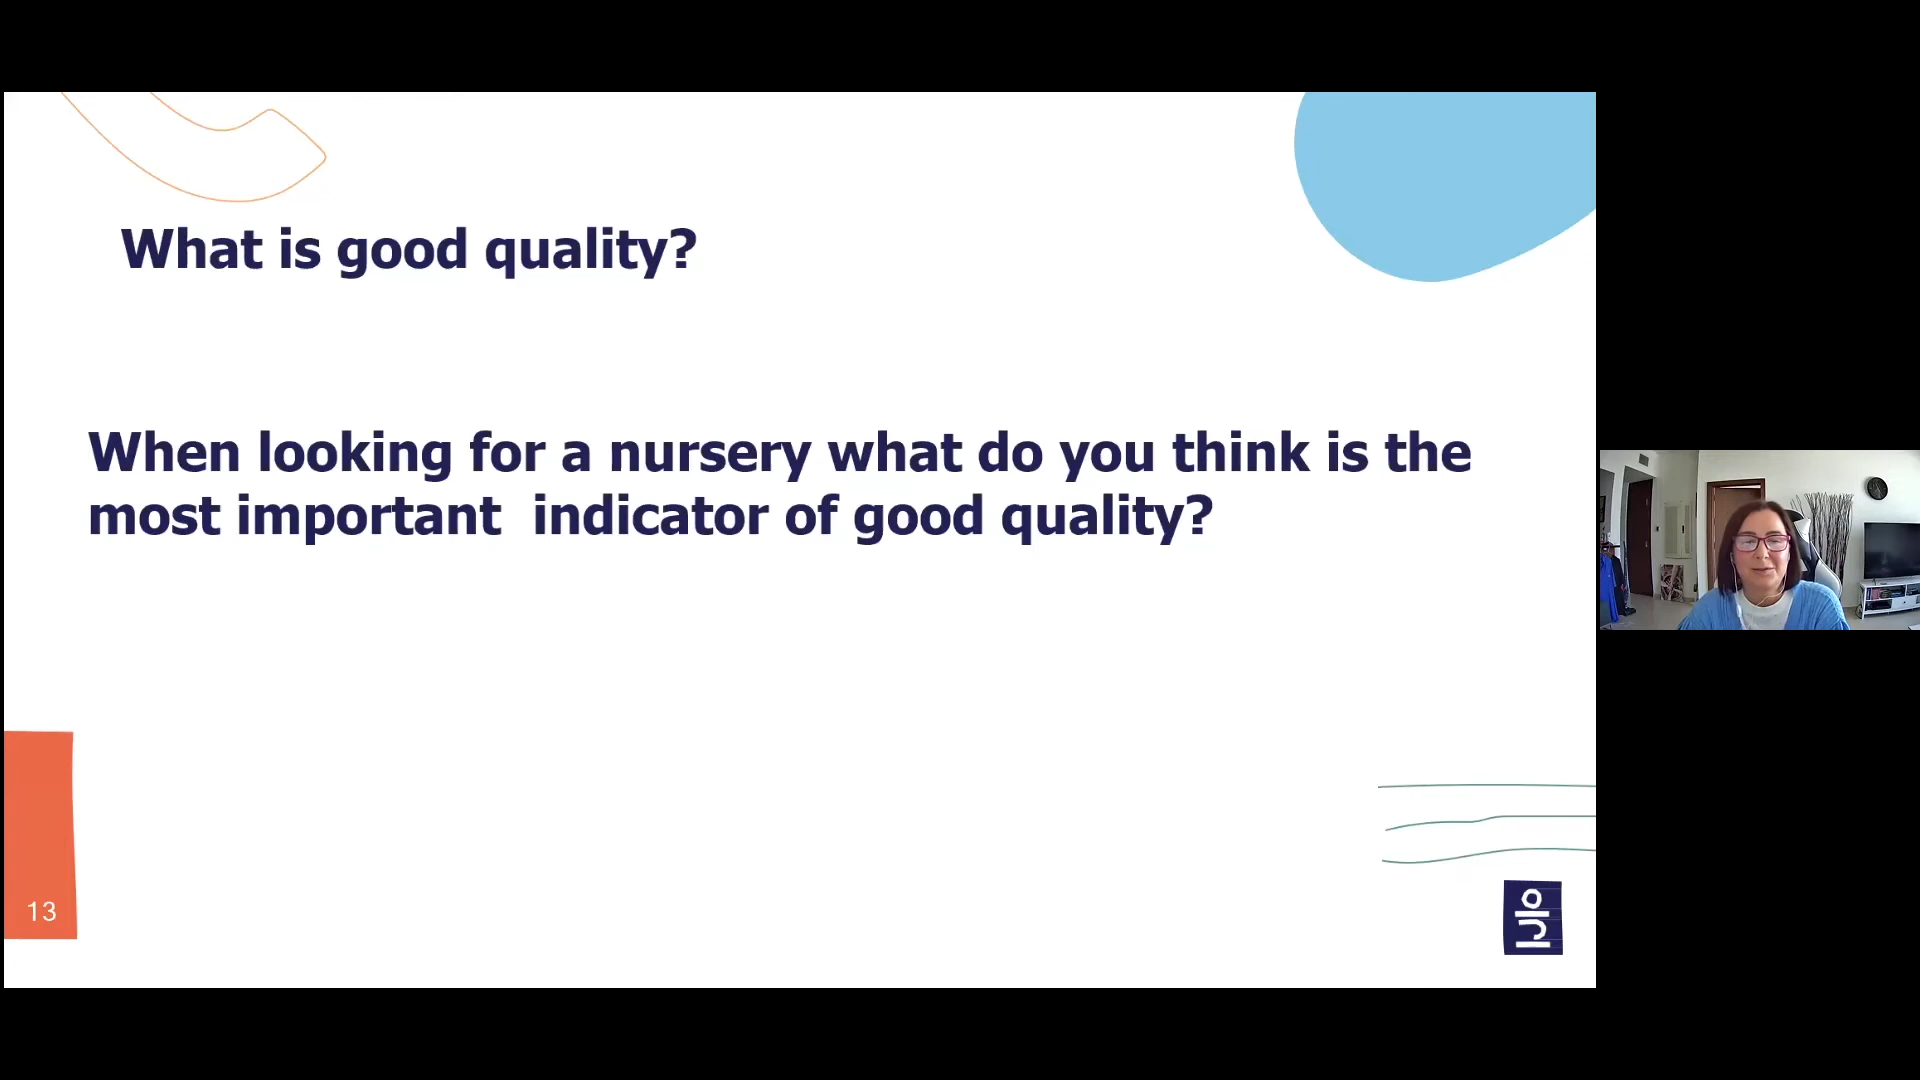 What is good quality?
When looking for a nursery what do you think is the
most important  indicator of good quality?
13